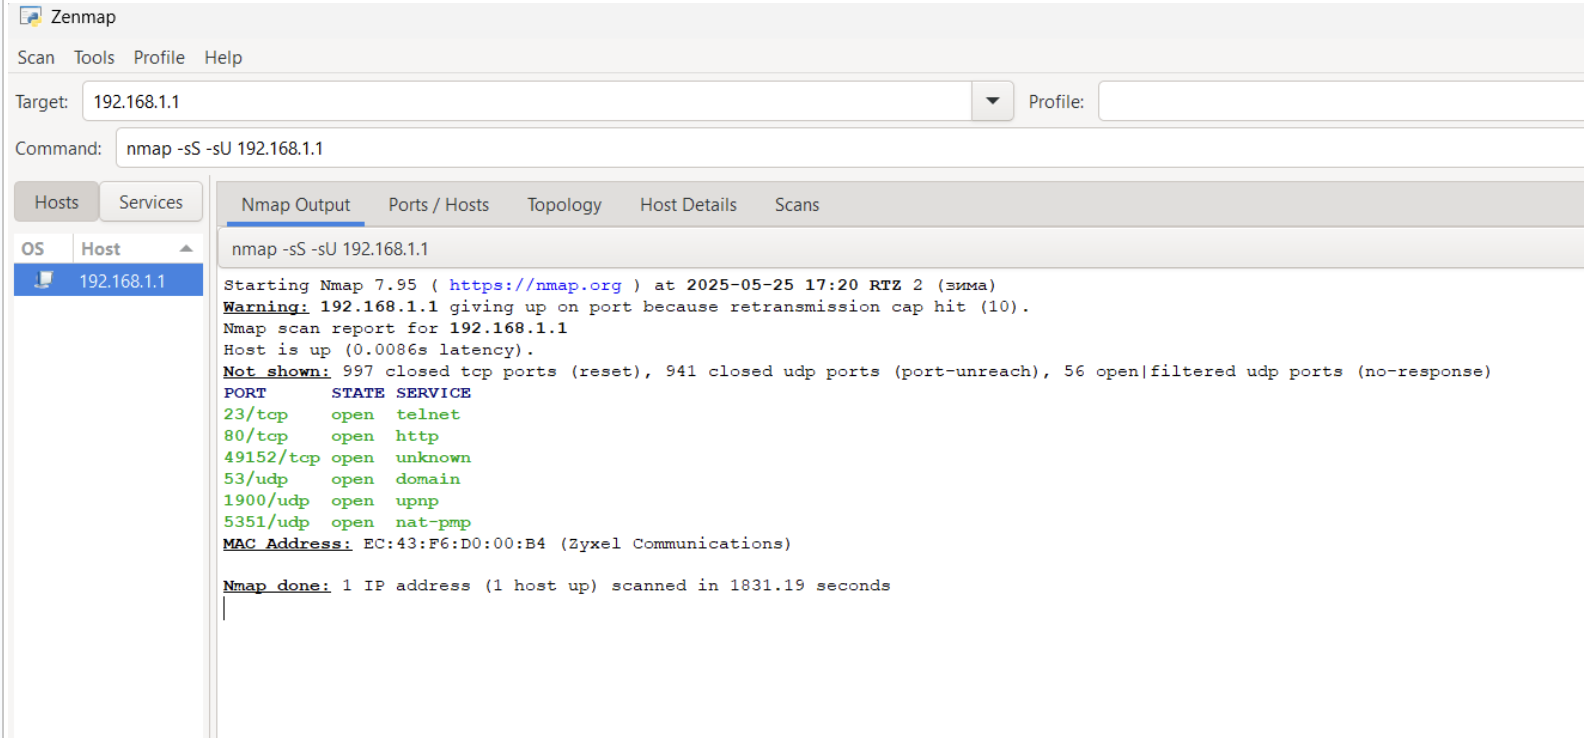 Zenmap
Scan Tools Profile Help
Target: 192.168.1.1 Profile:
Command: nmap -sS -sU 192.168.1.1
Hosts Services
Nmap Output Ports / Hosts Topology Host Details Scans
OS Host
192.168.1.1
nmap -sS -sU 192.168.1.1
Starting Nmap 7.95 ( https://nmap.org ) at 2025-05-25 17:20 RTZ 2 (зима)
Warning: 192.168.1.1 giving up on port because retransmission cap hit (10).
Nmap scan report for 192.168.1.1
Host is up (0.0086s latency).
Not shown: 997 closed tcp ports (reset), 941 closed udp ports (port-unreach), 56 open|filtered udp ports (no-response)
PORT STATE SERVICE
23/tcp open telnet
80/tcp open http
49152/tcp open unknown
53/udp open domain
1900/udp open upnp
5351/udp open nat-pmp
MAC Address: EC:43:F6:D0:00:B4 (Zyxel Communications)
Nmap done: 1 IP address (1 host up) scanned in 1831.19 seconds